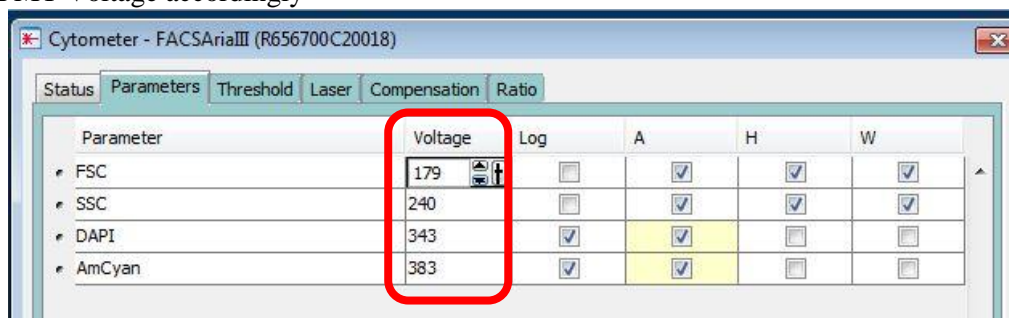 Cytometer - FACSAriaIII (R656700C20018)
Status Parameters Threshold Laser Compensation Ratio
Parameter Voltage Log A H W
FSC 179
SSC 240
DAPI 343
AmCyan 383